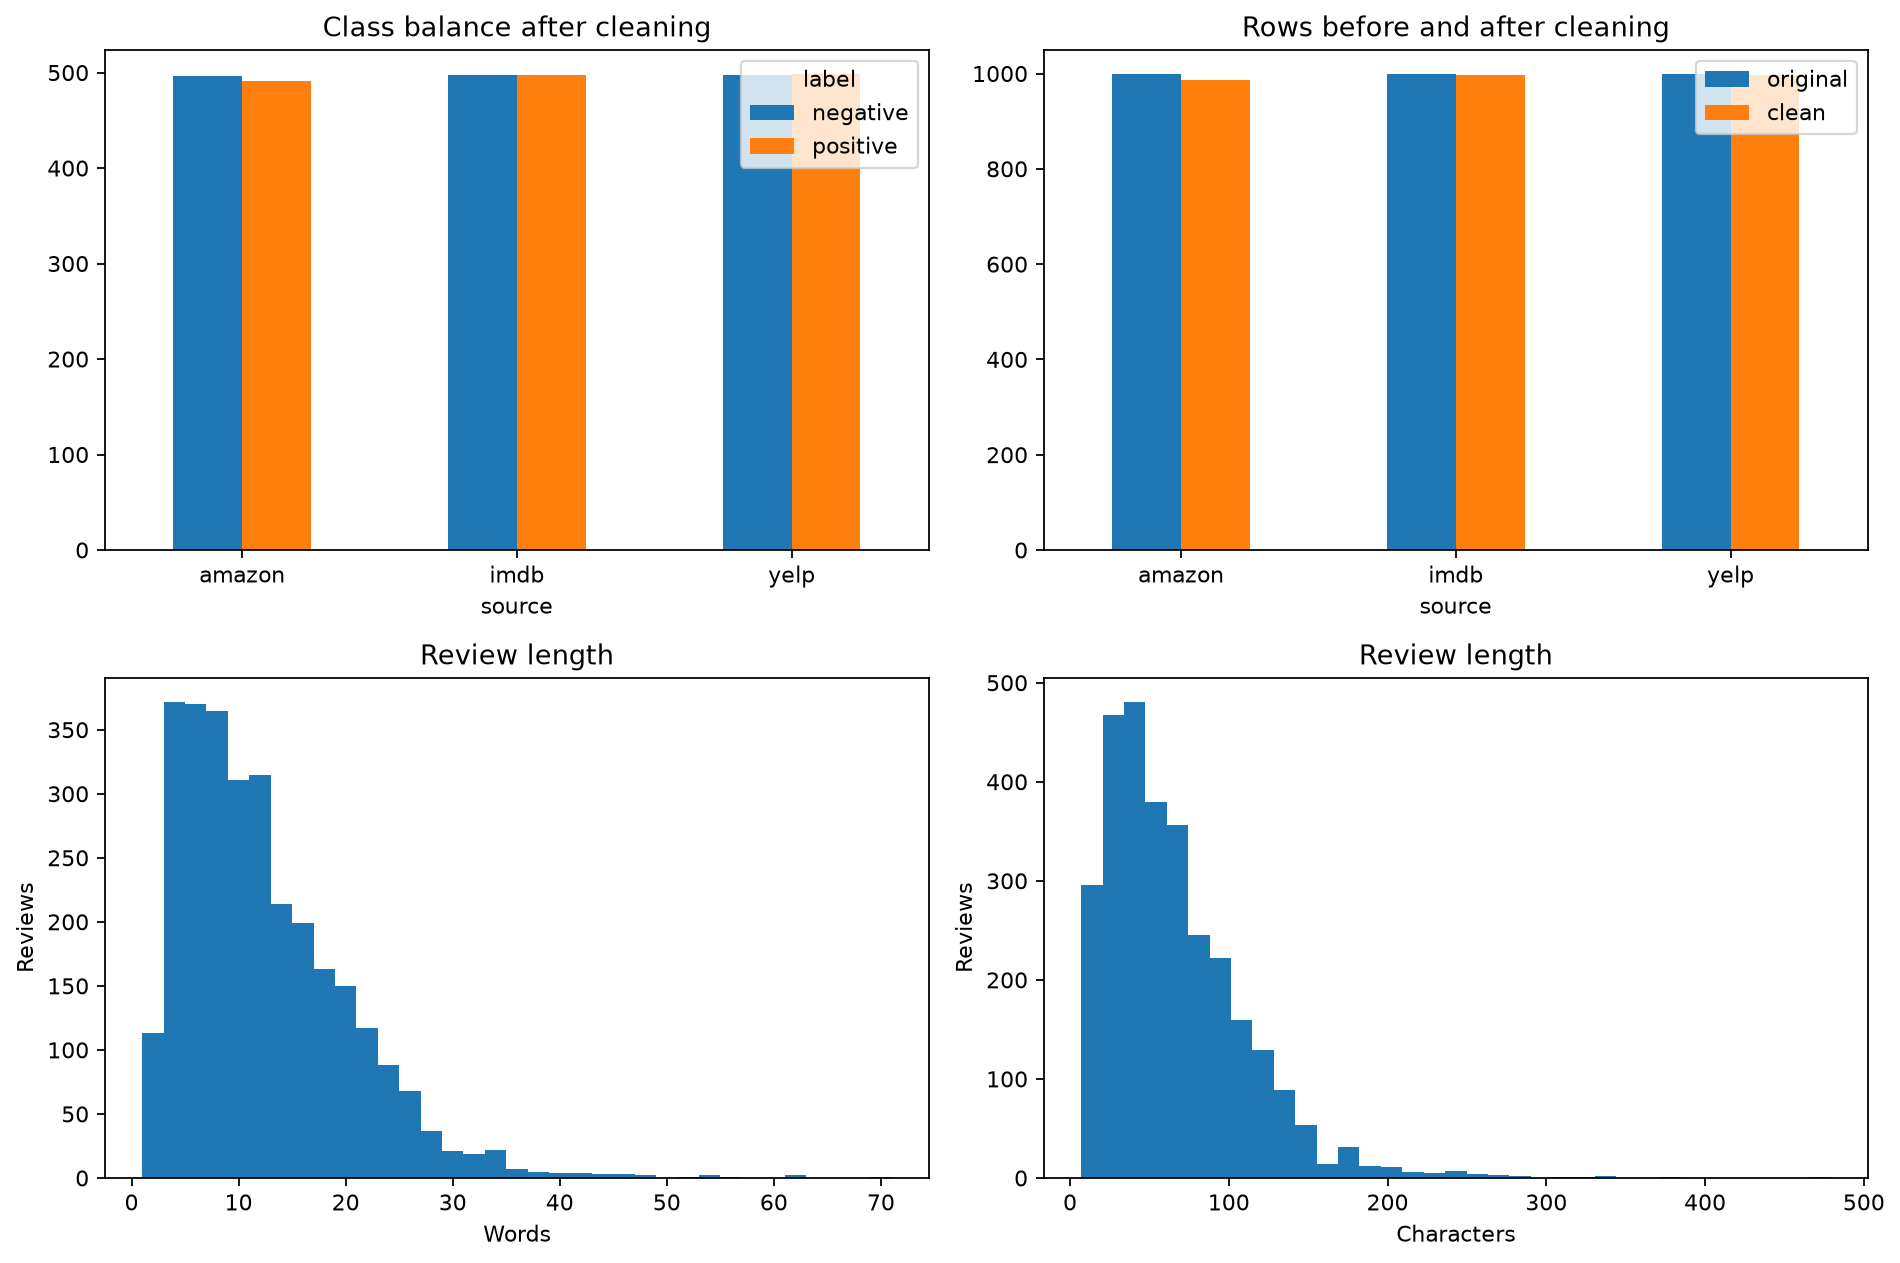 Class balance after cleaning
500
400
300
200
100
0
label
negative
positive
amazon
imdb
yelp
source
Rows before and after cleaning
1000
800
600
400
200
0
original
clean
amazon
imdb
yelp
source
Review length
Reviews
350
300
250
200
150
100
50
0
0
10
20
30
40
50
60
70
Words
Review length
Reviews
500
400
300
200
100
0
0
100
200
300
400
500
Characters